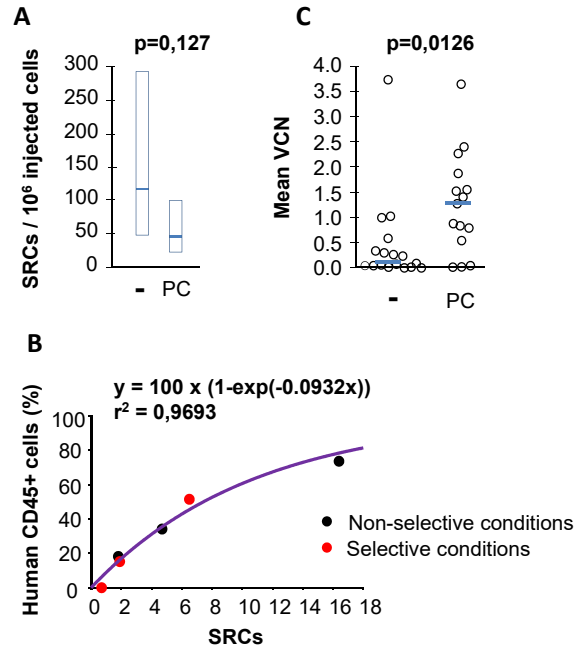 A
p=0,127
SRCs / 10⁶ injected cells
300
250
200
150
100
50
0
- PC
C
p=0,0126
Mean VCN
4.0
3.5
3.0
2.5
2.0
1.5
1.0
0.5
0.0
- PC
B
y = 100 x (1-exp(-0.0932x))
r² = 0,9693
Human CD45+ cells (%)
100
80
60
40
20
0
0 2 4 6 8 10 12 14 16 18
SRCs
Non-selective conditions
Selective conditions